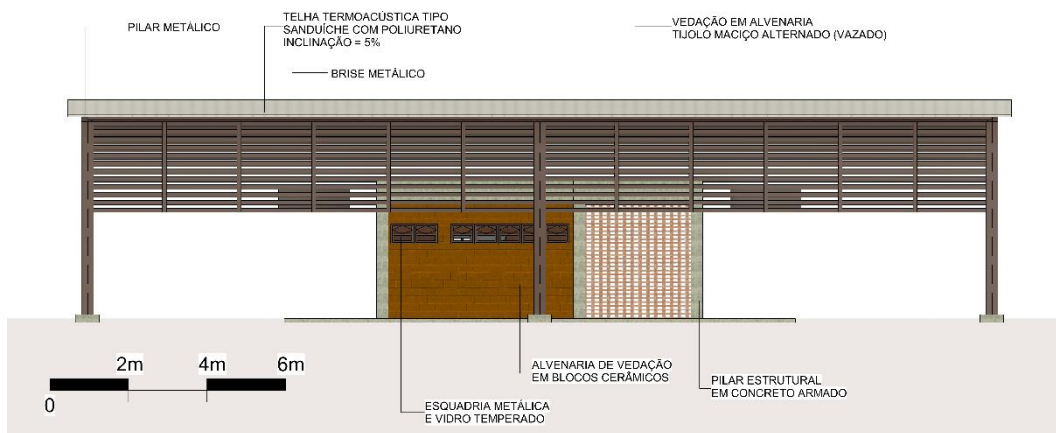 PILAR METÁLICO
TELHA TERMOACÚSTICA TIPO
SANDUÍCHE COM POLIURETANO
INCLINAÇÃO = 5%
VEDAÇÃO EM ALVENARIA
TIJOLO MACIÇO ALTERNADO (VAZADO)
BRISE METÁLICO
0
2m
4m
6m
ALVENARIA DE VEDAÇÃO
EM BLOCOS CERÂMICOS
PILAR ESTRUTURAL
EM CONCRETO ARMADO
ESQUADRIA METÁLICA
E VIDRO TEMPERADO